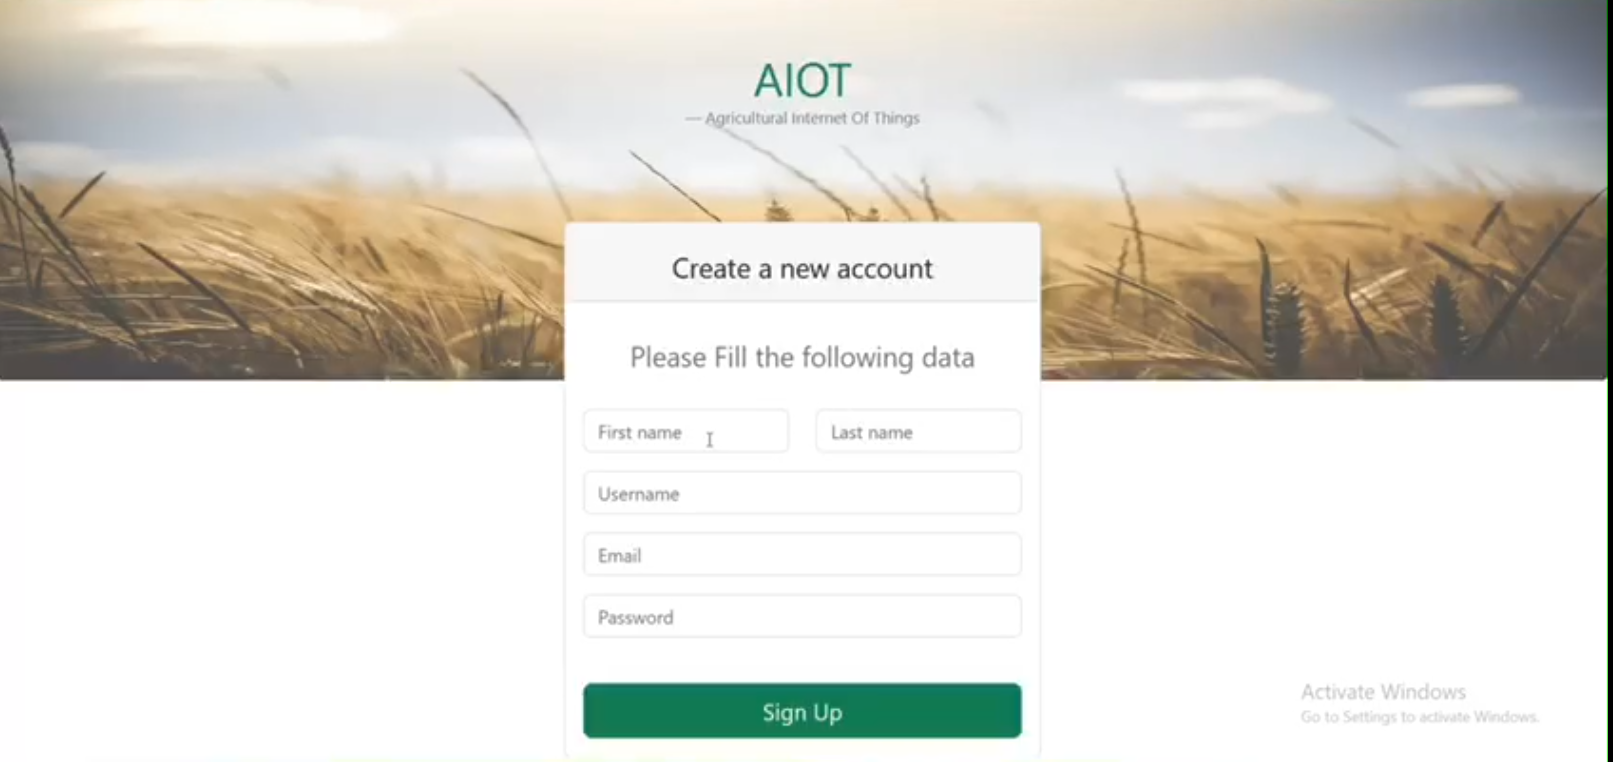 AIOT
— Agricultural Internet Of Things
Create a new account
Please Fill the following data
First name
Last name
Username
Email
Password
Sign Up
Activate Windows
Go to Settings to activate Windows.